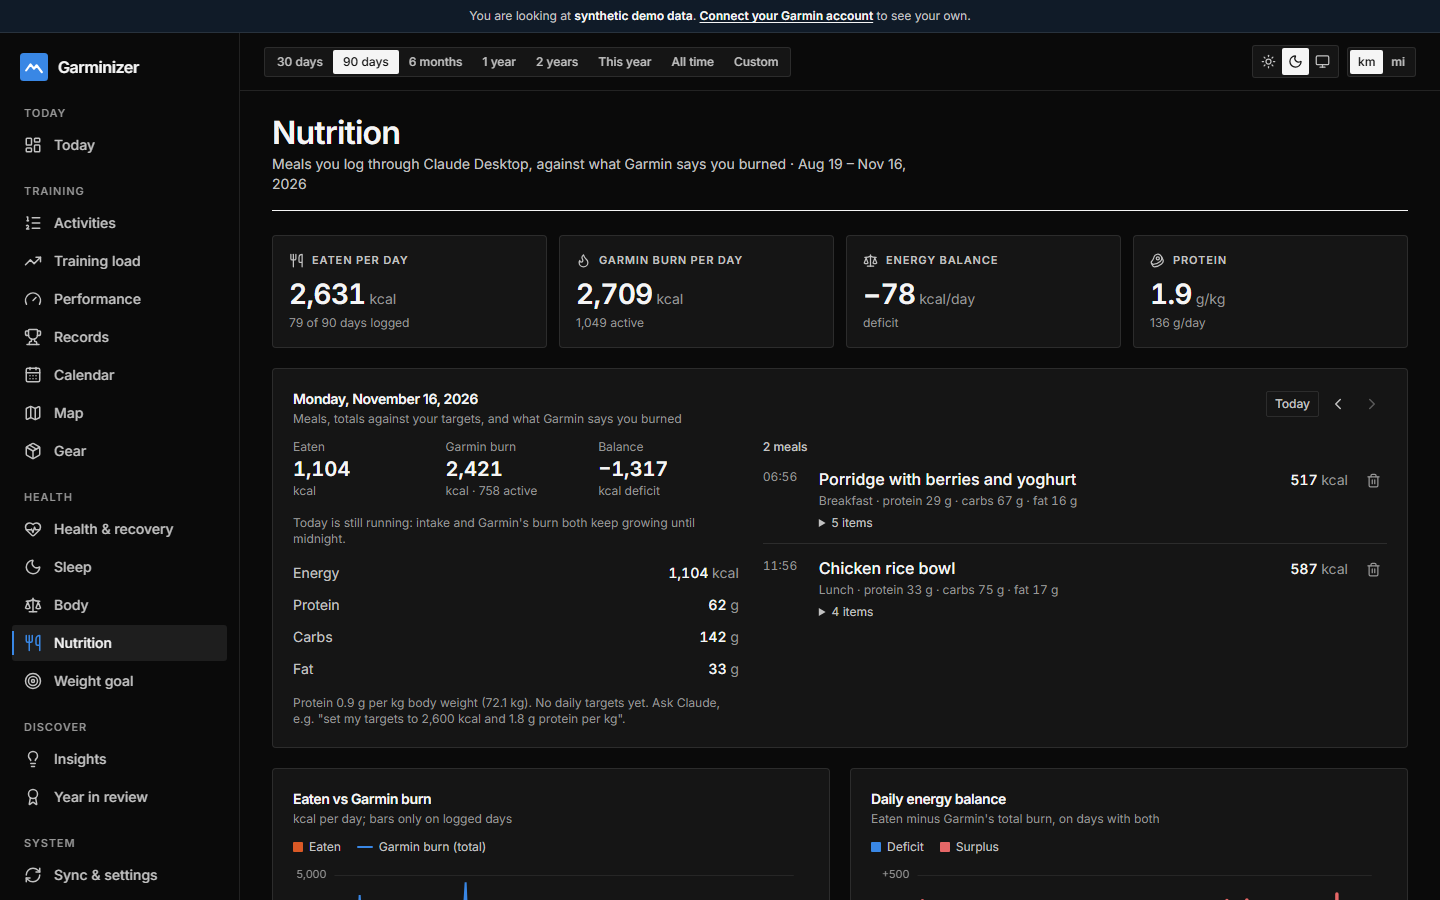 You are looking at synthetic demo data. Connect your Garmin account to see your own.
Garminizer
TODAY
Today
TRAINING
Activities
Training load
Performance
Records
Calendar
Map
Gear
HEALTH
Health & recovery
Sleep
Body
Nutrition
Weight goal
DISCOVER
Insights
Year in review
SYSTEM
Sync & settings
30 days 90 days 6 months 1 year 2 years This year All time Custom
km mi
Nutrition
Meals you log through Claude Desktop, against what Garmin says you burned · Aug 19 – Nov 16,
2026
EATEN PER DAY
2,631 kcal
79 of 90 days logged
GARMIN BURN PER DAY
2,709 kcal
1,049 active
ENERGY BALANCE
−78 kcal/day
deficit
PROTEIN
1.9 g/kg
136 g/day
Monday, November 16, 2026
Meals, totals against your targets, and what Garmin says you burned
Today
Eaten
1,104
kcal
Garmin burn
2,421
kcal · 758 active
Balance
−1,317
kcal deficit
Today is still running: intake and Garmin's burn both keep growing until
midnight.
Energy 1,104 kcal
Protein 62 g
Carbs 142 g
Fat 33 g
Protein 0.9 g per kg body weight (72.1 kg). No daily targets yet. Ask Claude,
e.g. "set my targets to 2,600 kcal and 1.8 g protein per kg".
2 meals
06:56 Porridge with berries and yoghurt 517 kcal
Breakfast · protein 29 g · carbs 67 g · fat 16 g
5 items
11:56 Chicken rice bowl 587 kcal
Lunch · protein 33 g · carbs 75 g · fat 17 g
4 items
Eaten vs Garmin burn
kcal per day; bars only on logged days
Eaten Garmin burn (total)
5,000
Daily energy balance
Eaten minus Garmin's total burn, on days with both
Deficit Surplus
+500